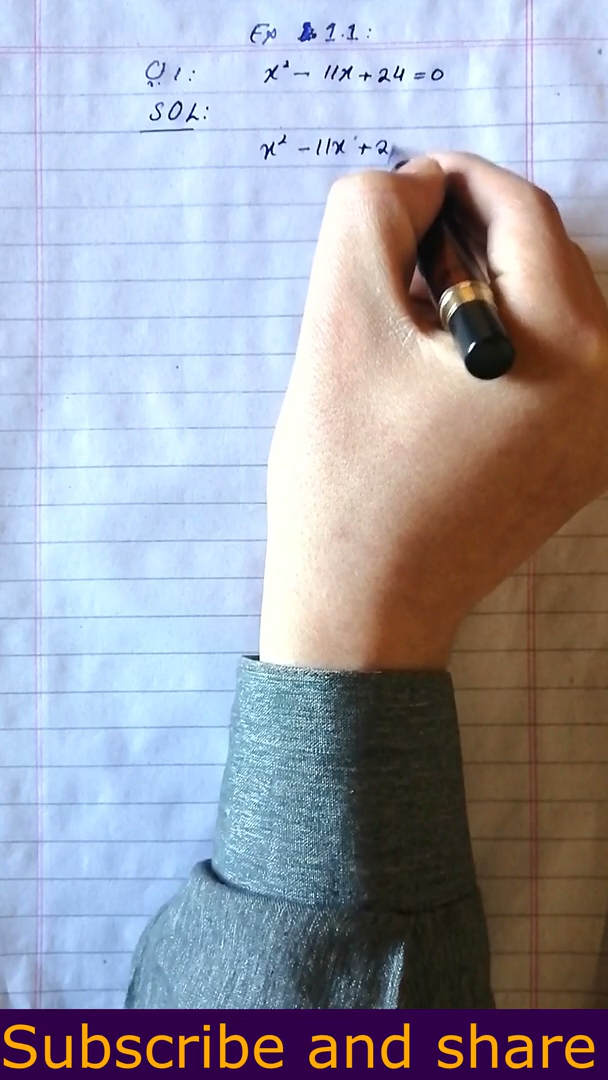 Ex 1.1:
Q1: x² - 11x + 24 = 0
SOL:
x² - 11x + 2
Subscribe and share